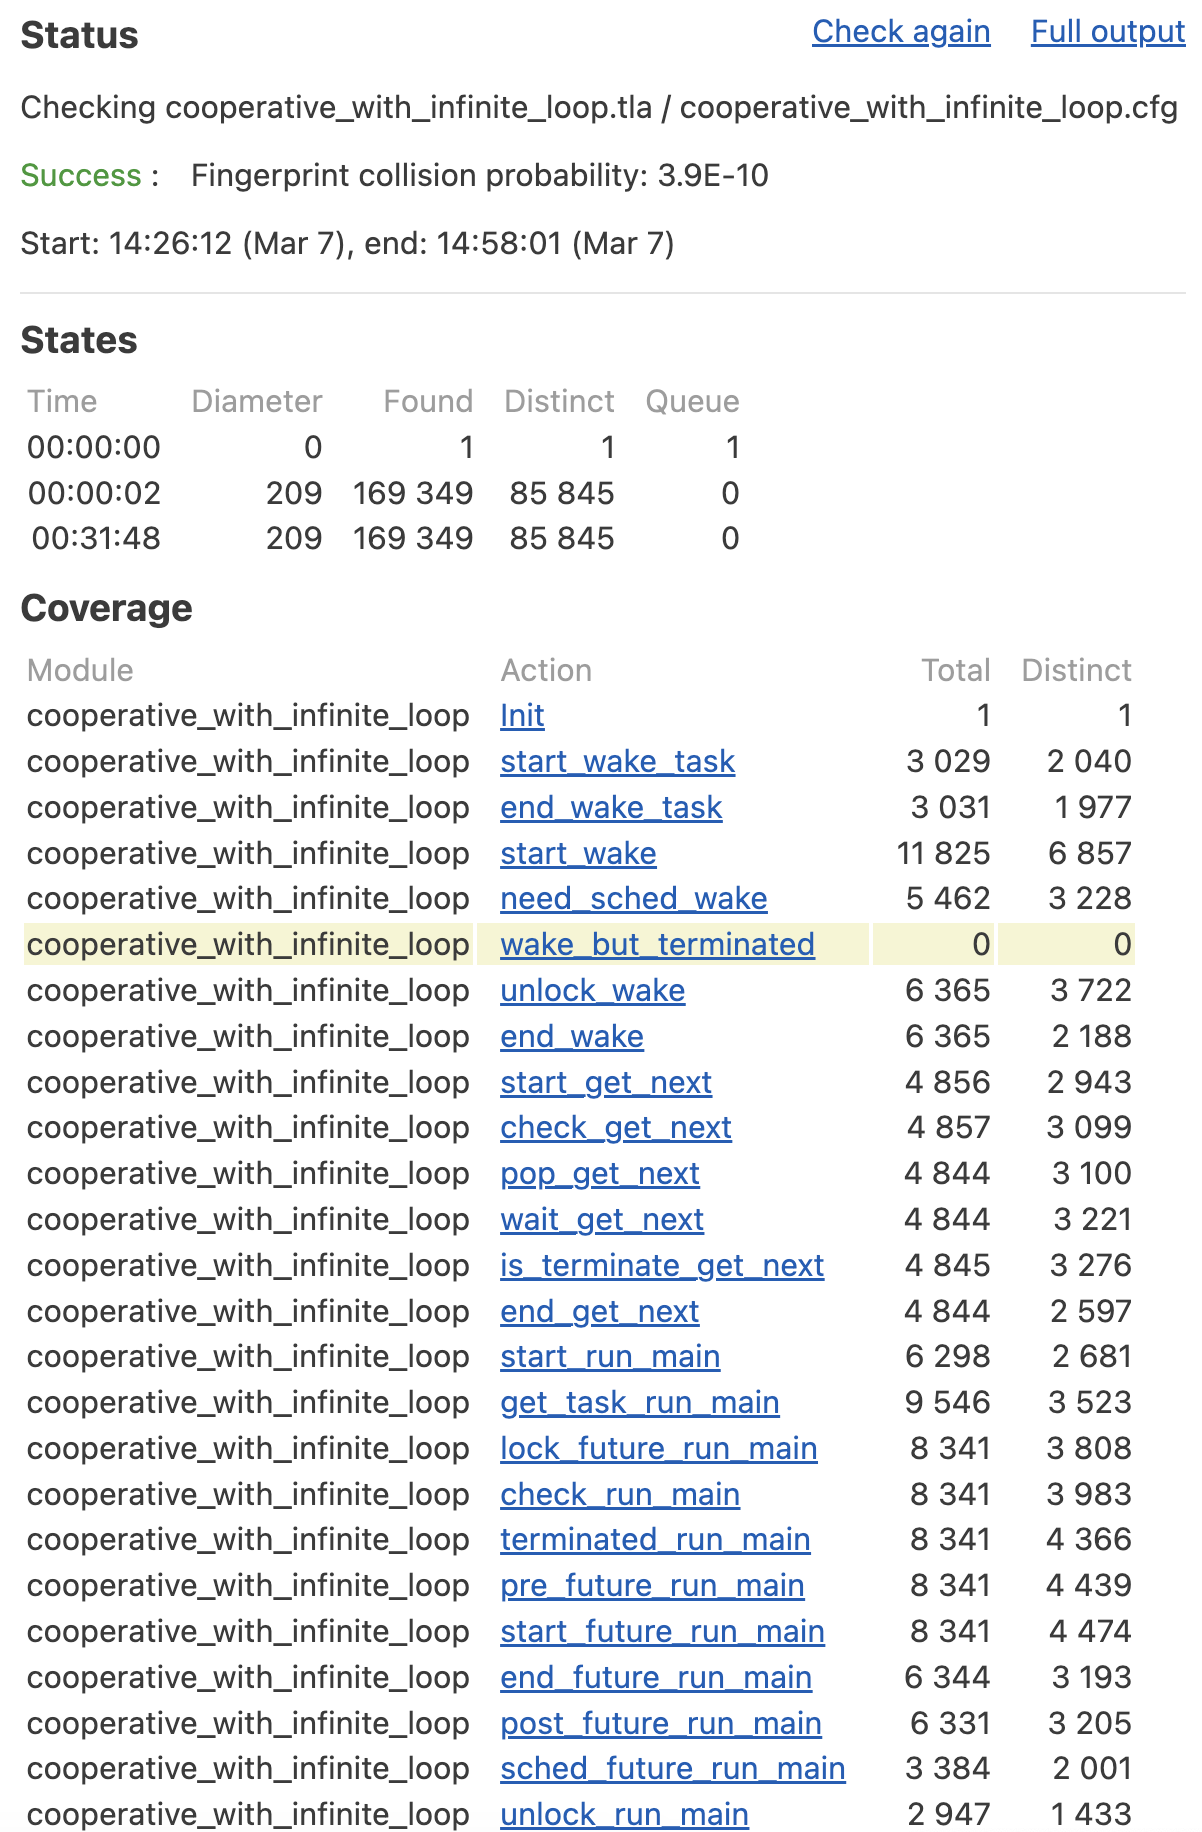 Status Check again Full output
Checking cooperative_with_infinite_loop.tla / cooperative_with_infinite_loop.cfg
Success : Fingerprint collision probability: 3.9E-10
Start: 14:26:12 (Mar 7), end: 14:58:01 (Mar 7)
States
Time Diameter Found Distinct Queue
00:00:00 0 1 1 1
00:00:02 209 169 349 85 845 0
00:31:48 209 169 349 85 845 0
Coverage
Module Action Total Distinct
cooperative_with_infinite_loop Init 1 1
cooperative_with_infinite_loop start_wake_task 3 029 2 040
cooperative_with_infinite_loop end_wake_task 3 031 1 977
cooperative_with_infinite_loop start_wake 11 825 6 857
cooperative_with_infinite_loop need_sched_wake 5 462 3 228
cooperative_with_infinite_loop wake_but_terminated 0 0
cooperative_with_infinite_loop unlock_wake 6 365 3 722
cooperative_with_infinite_loop end_wake 6 365 2 188
cooperative_with_infinite_loop start_get_next 4 856 2 943
cooperative_with_infinite_loop check_get_next 4 857 3 099
cooperative_with_infinite_loop pop_get_next 4 844 3 100
cooperative_with_infinite_loop wait_get_next 4 844 3 221
cooperative_with_infinite_loop is_terminate_get_next 4 845 3 276
cooperative_with_infinite_loop end_get_next 4 844 2 597
cooperative_with_infinite_loop start_run_main 6 298 2 681
cooperative_with_infinite_loop get_task_run_main 9 546 3 523
cooperative_with_infinite_loop lock_future_run_main 8 341 3 808
cooperative_with_infinite_loop check_run_main 8 341 3 983
cooperative_with_infinite_loop terminated_run_main 8 341 4 366
cooperative_with_infinite_loop pre_future_run_main 8 341 4 439
cooperative_with_infinite_loop start_future_run_main 8 341 4 474
cooperative_with_infinite_loop end_future_run_main 6 344 3 193
cooperative_with_infinite_loop post_future_run_main 6 331 3 205
cooperative_with_infinite_loop sched_future_run_main 3 384 2 001
cooperative_with_infinite_loop unlock_run_main 2 947 1 433